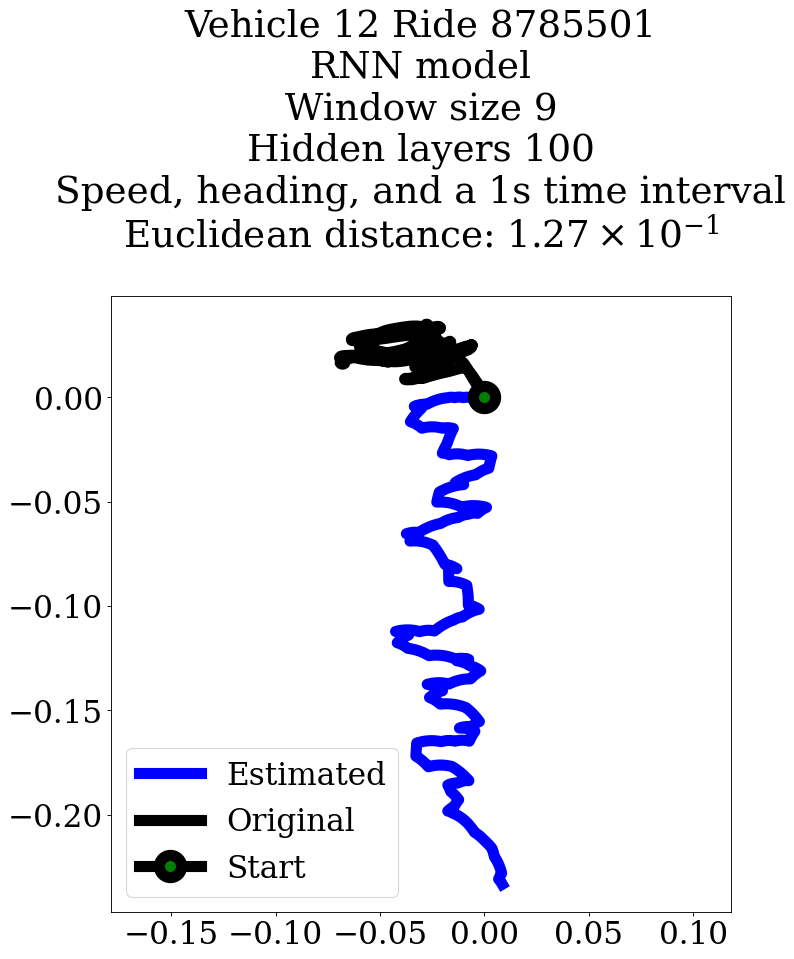 Vehicle 12 Ride 8785501
RNN model
Window size 9
Hidden layers 100
Speed, heading, and a 1s time interval
Euclidean distance: 1.27 × 10⁻¹
0.00
−0.05
−0.10
−0.15
−0.20
Estimated
Original
Start
−0.15 −0.10 −0.05 0.00 0.05 0.10